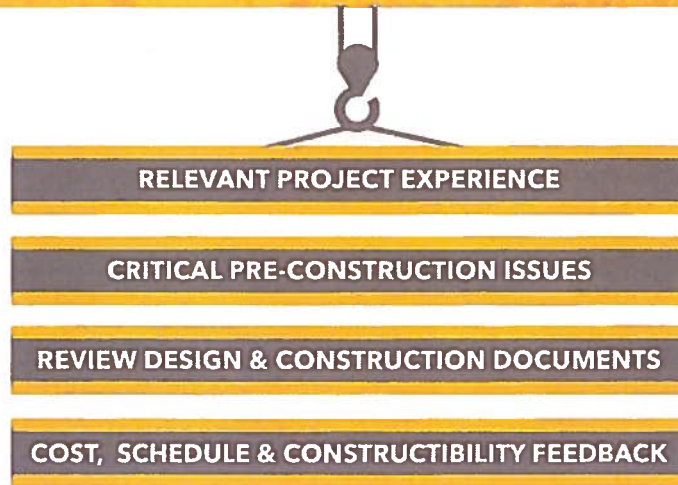 RELEVANT PROJECT EXPERIENCE
CRITICAL PRE-CONSTRUCTION ISSUES
REVIEW DESIGN & CONSTRUCTION DOCUMENTS
COST, SCHEDULE & CONSTRUCTIBILITY FEEDBACK